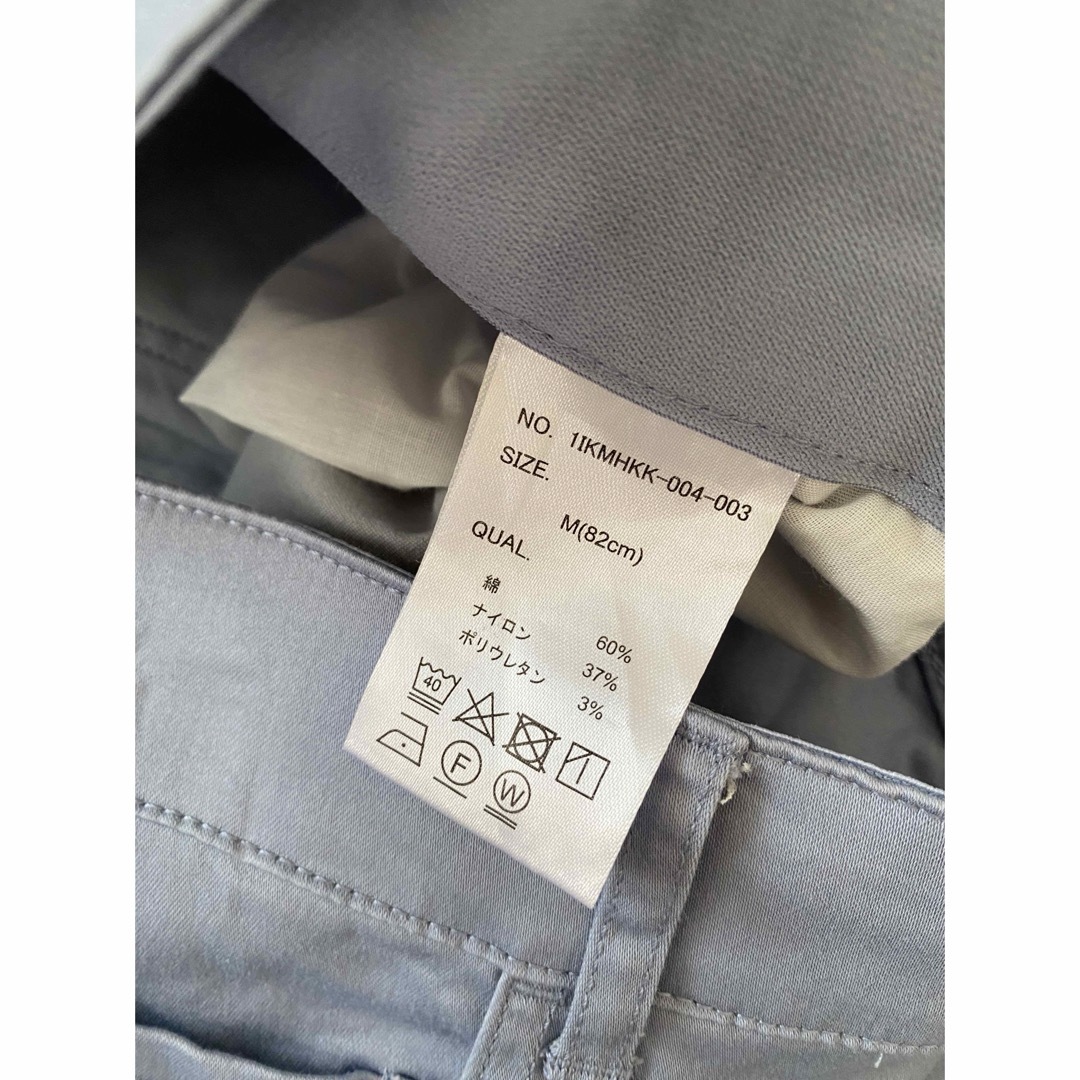 NO. 1IKMHKK-004-003
SIZE.
M(82cm)
QUAL.
綿 60%
ナイロン 37%
ポリウレタン 3%
40
F
W